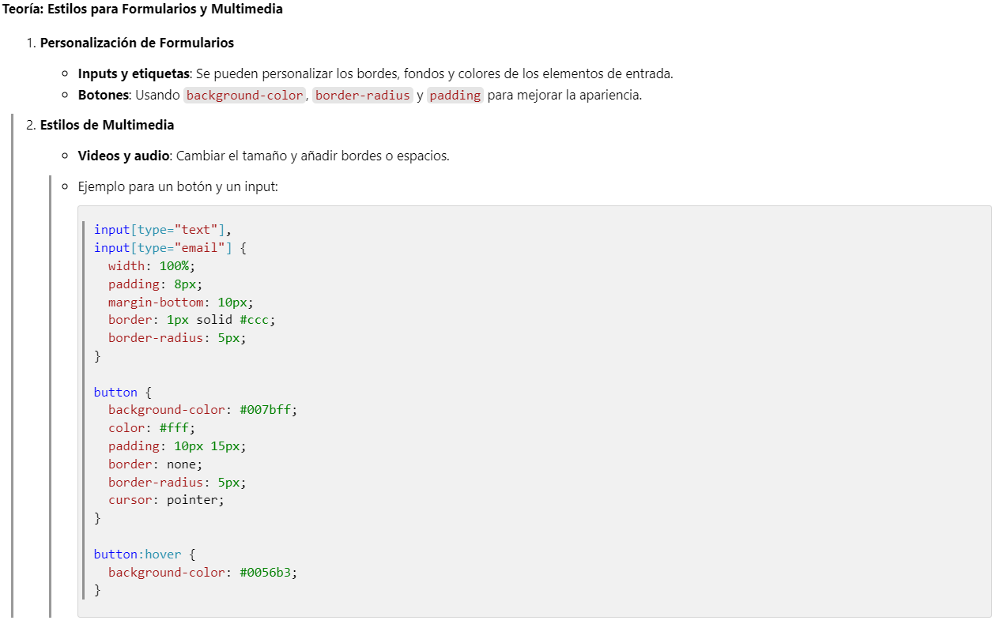 Teoría: Estilos para Formularios y Multimedia
1. Personalización de Formularios
Inputs y etiquetas: Se pueden personalizar los bordes, fondos y colores de los elementos de entrada.
Botones: Usando background-color, border-radius y padding para mejorar la apariencia.
2. Estilos de Multimedia
Videos y audio: Cambiar el tamaño y añadir bordes o espacios.
Ejemplo para un botón y un input:
input[type="text"],
input[type="email"] {
  width: 100%;
  padding: 8px;
  margin-bottom: 10px;
  border: 1px solid #ccc;
  border-radius: 5px;
}

button {
  background-color: #007bff;
  color: #fff;
  padding: 10px 15px;
  border: none;
  border-radius: 5px;
  cursor: pointer;
}

button:hover {
  background-color: #0056b3;
}